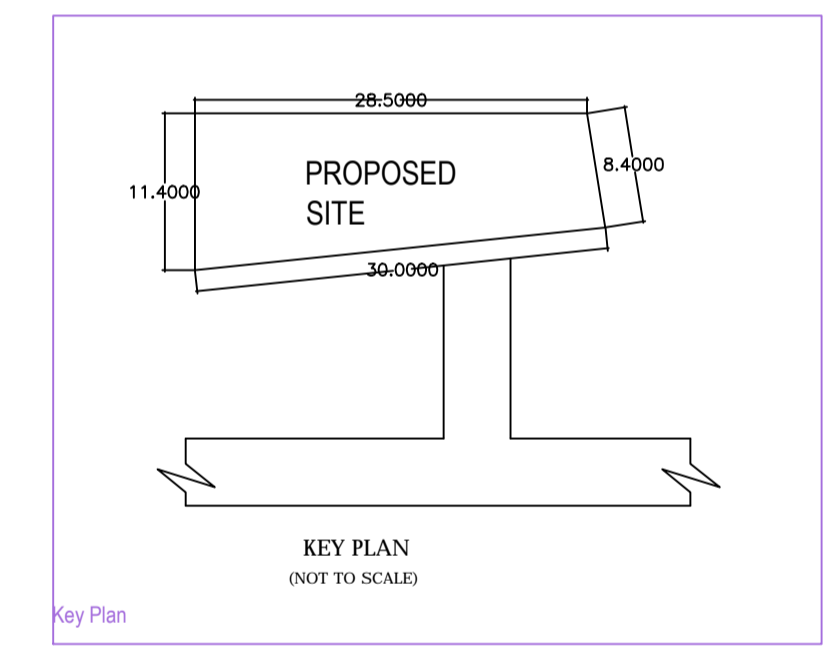 28.5000
8.4000
PROPOSED
11.4000
SITE
30.0000
KEY PLAN
(NOT TO SCALE)
Key Plan